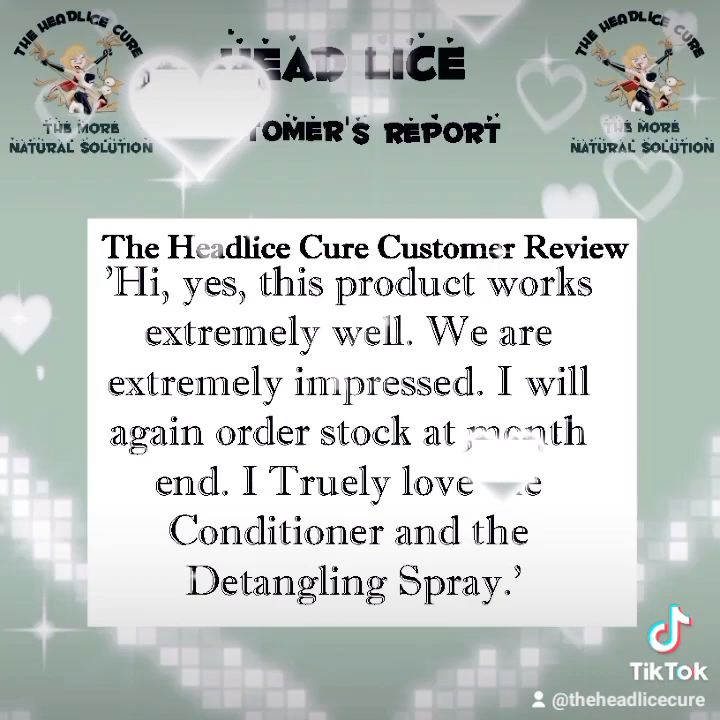 THE HEADLICE CURE
THE MORE
NATURAL SOLUTION
HEAD LICE
REPORT
THE HEADLICE CURE
THE MORE
NATURAL SOLUTION
The Headlice Cure Customer Review
'Hi, yes, this product works
extremely well. We are
extremely impressed. I will
again order stock at month
end. I Truely love
Conditioner and the
Detangling Spray.'
TikTok
@theheadlicecure